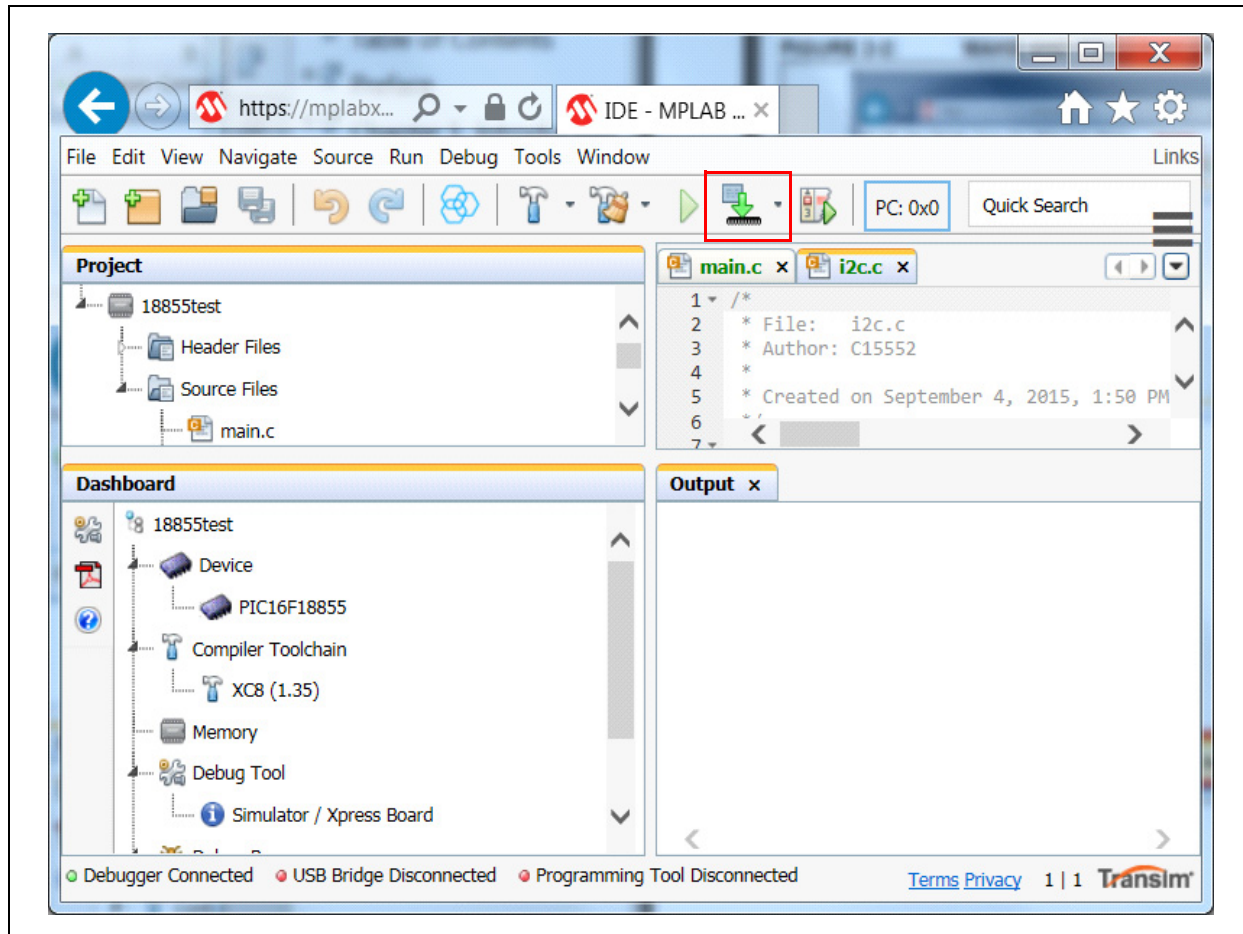 https://mplabx...
IDE - MPLAB ...
File Edit View Navigate Source Run Debug Tools Window
Links
PC: 0x0
Quick Search
Project
18855test
Header Files
Source Files
main.c
main.c
i2c.c
1 /*
2 * File: i2c.c
3 * Author: C15552
4 *
5 * Created on September 4, 2015, 1:50 PM
6 */
7
Dashboard
18855test
Device
PIC16F18855
Compiler Toolchain
XC8 (1.35)
Memory
Debug Tool
Simulator / Xpress Board
Output
Debugger Connected USB Bridge Disconnected Programming Tool Disconnected
Terms Privacy 1 | 1 Transim